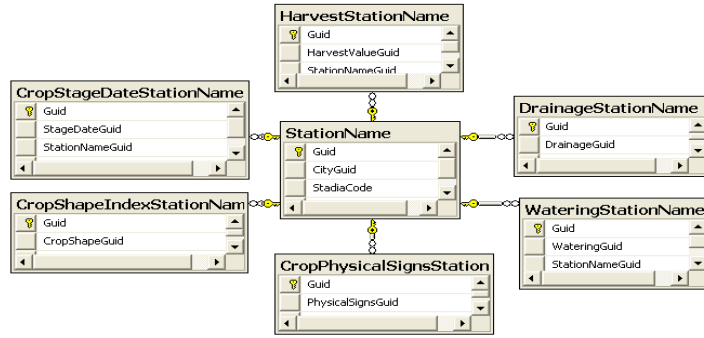 HarvestStationName
Guid
HarvestValueGuid
StationNameGuid
CropStageDateStationName
Guid
StageDateGuid
StationNameGuid
StationName
Guid
CityGuid
StadiaCode
DrainageStationName
Guid
DrainageGuid
CropShapeIndexStationNam
Guid
CropShapeGuid
WateringStationName
Guid
WateringGuid
StationNameGuid
CropPhysicalSignsStation
Guid
PhysicalSignsGuid